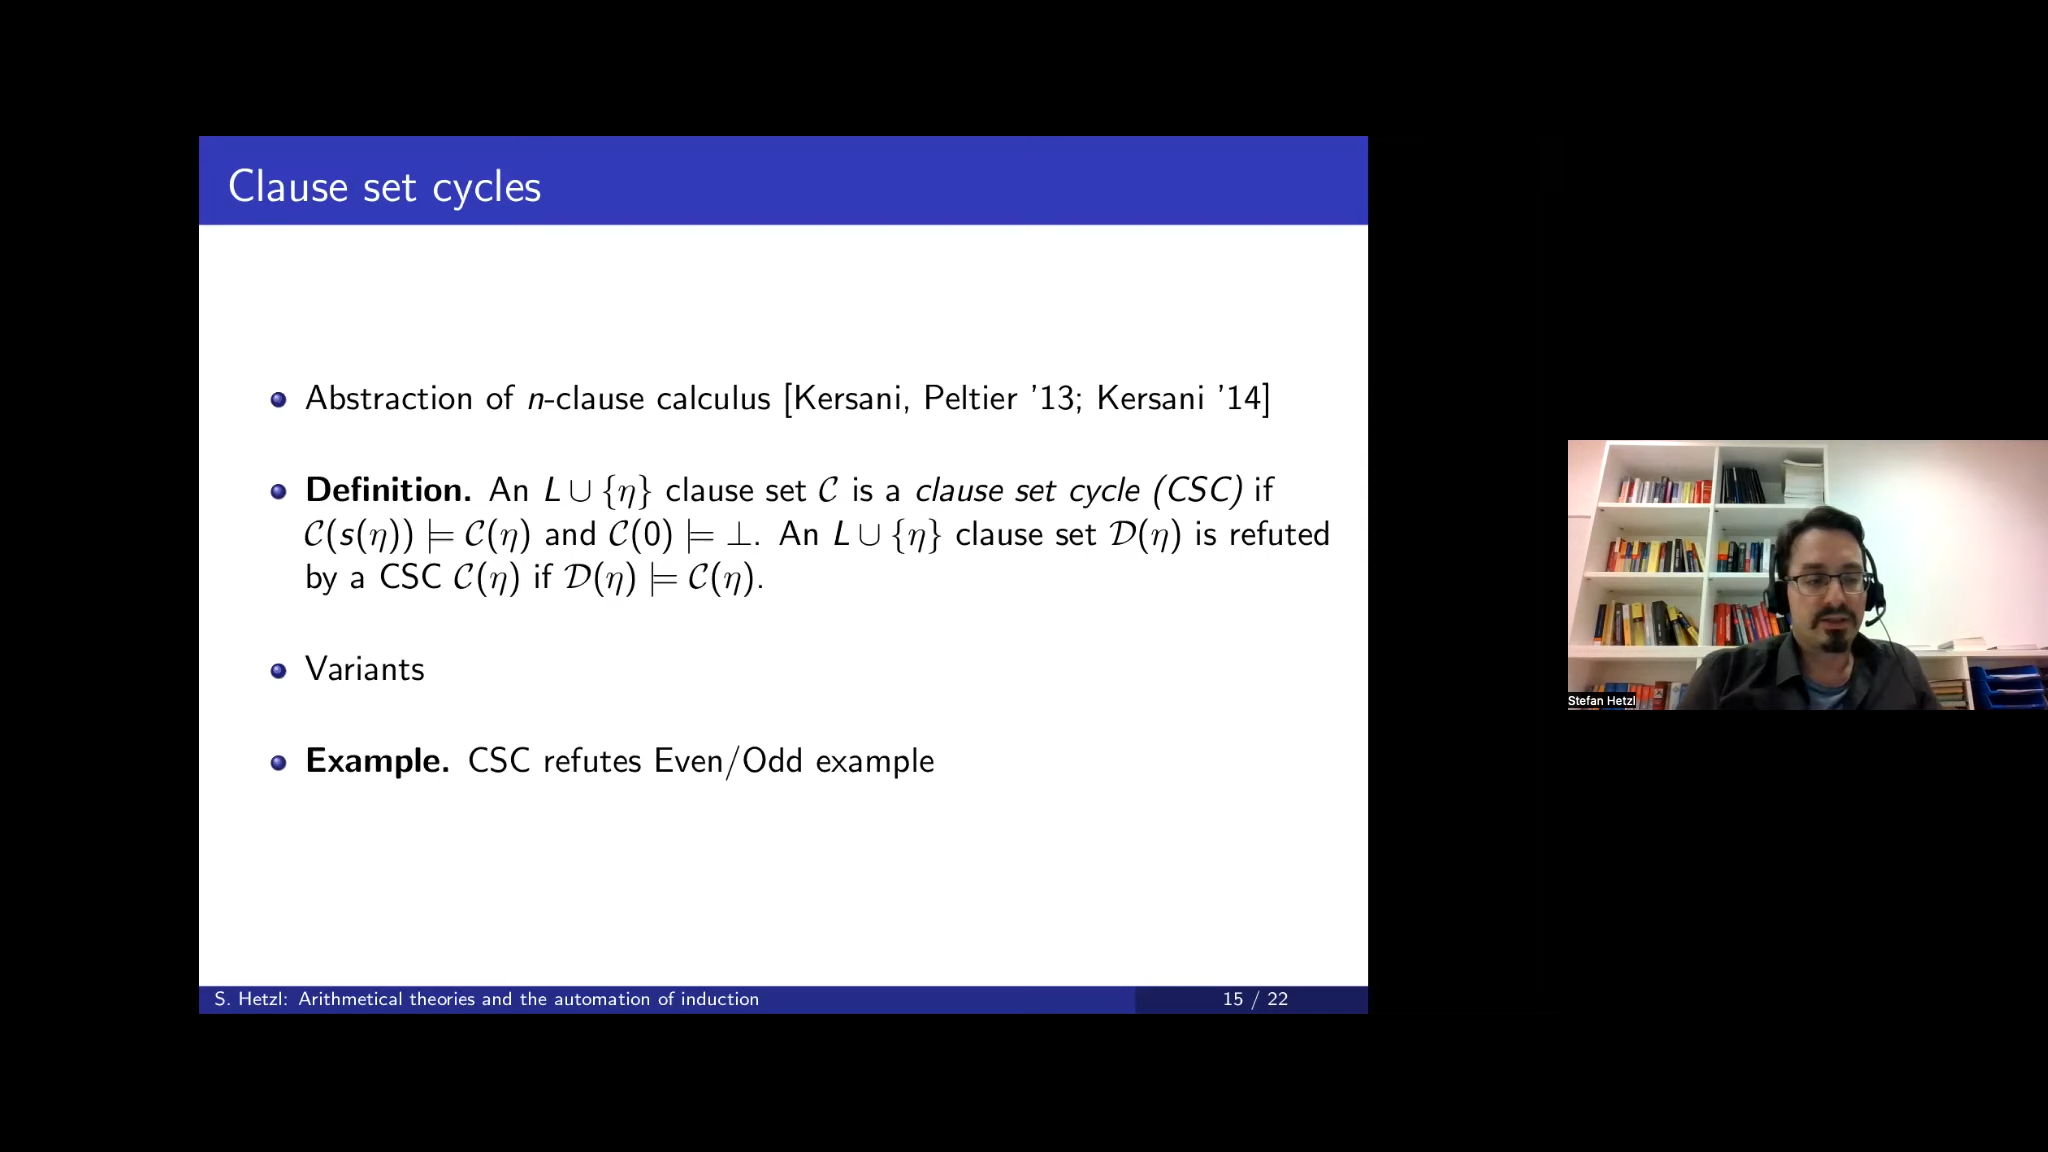 Clause set cycles
Abstraction of n-clause calculus [Kersani, Peltier ’13; Kersani ’14]
Definition. An L ∪ {η} clause set 𝒞 is a clause set cycle (CSC) if
𝒞(s(η)) ⊨ 𝒞(η) and 𝒞(0) ⊨ ⊥. An L ∪ {η} clause set 𝒟(η) is refuted
by a CSC 𝒞(η) if 𝒟(η) ⊨ 𝒞(η).
Variants
Example. CSC refutes Even/Odd example
S. Hetzl: Arithmetical theories and the automation of induction
15 / 22
Stefan Hetzl